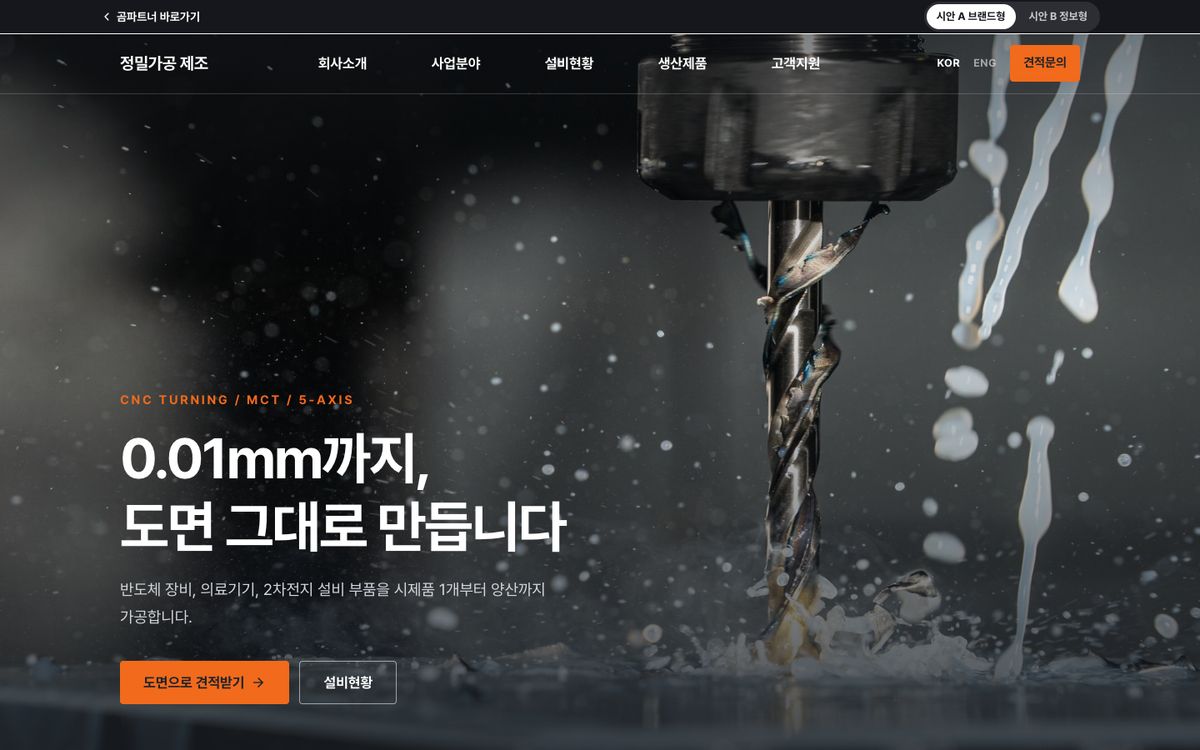 곰파트너 바로가기
시안 A 브랜드형
시안 B 정보형
정밀가공 제조
회사소개
사업분야
설비현황
생산제품
고객지원
KOR
ENG
견적문의
CNC TURNING / MCT / 5-AXIS
0.01mm까지,
도면 그대로 만듭니다
반도체 장비, 의료기기, 2차전지 설비 부품을 시제품 1개부터 양산까지
가공합니다.
도면으로 견적받기 →
설비현황